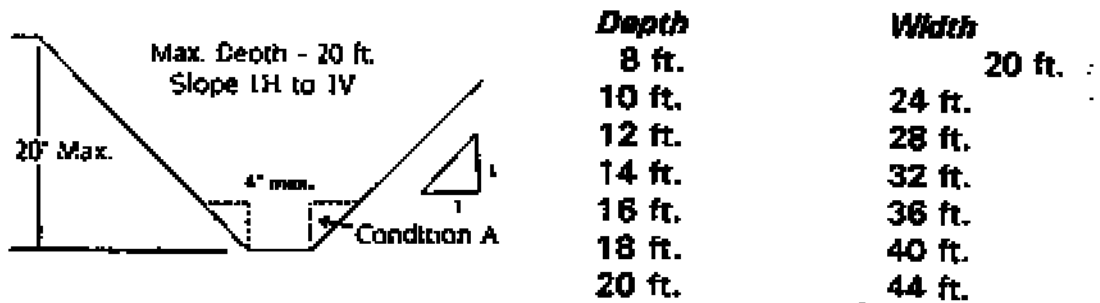 Max. Depth - 20 ft.
Slope 1H to 1V
20' Max.
4'
1
1
Condition A
Depth Width
8 ft. 20 ft.
10 ft. 24 ft.
12 ft. 28 ft.
14 ft. 32 ft.
16 ft. 36 ft.
18 ft. 40 ft.
20 ft. 44 ft.